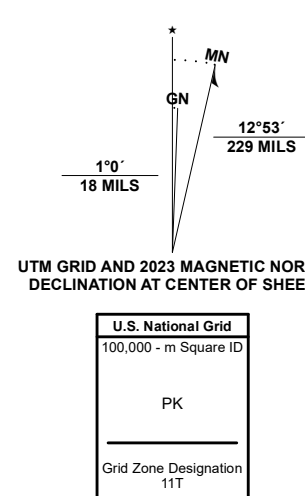 ★
MN
GN
12°53´
229 MILS
1°0´
18 MILS
UTM GRID AND 2023 MAGNETIC NOR
DECLINATION AT CENTER OF SHEE
U.S. National Grid
100,000 - m Square ID
PK
Grid Zone Designation
11T